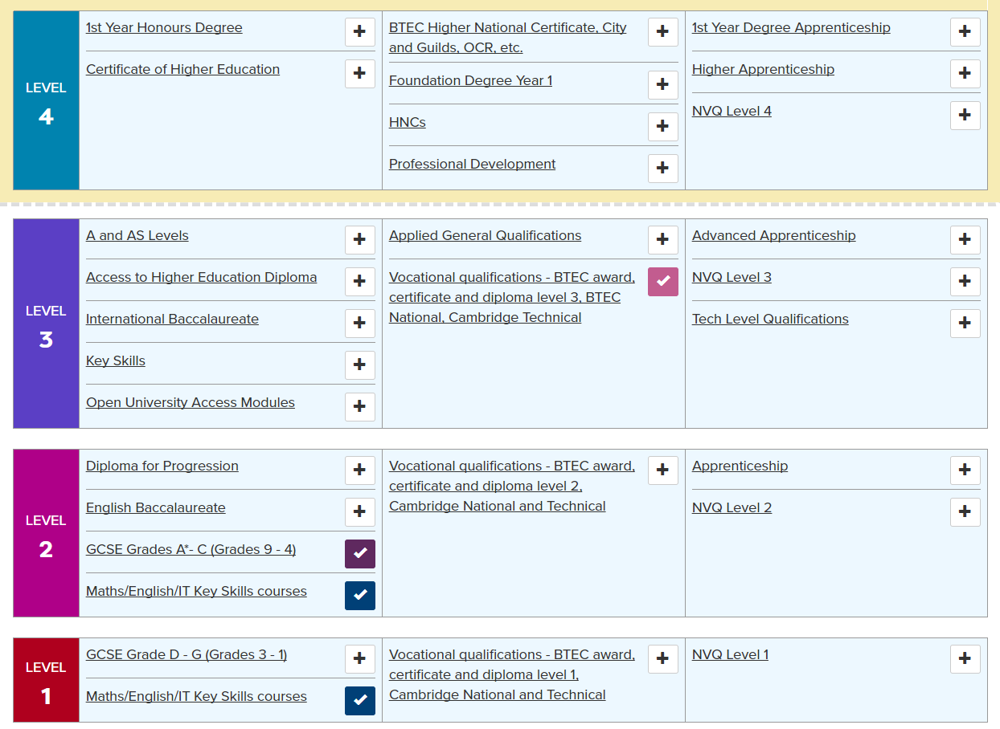 LEVEL
4
1st Year Honours Degree
Certificate of Higher Education
BTEC Higher National Certificate, City
and Guilds, OCR, etc.
Foundation Degree Year 1
HNCs
Professional Development
1st Year Degree Apprenticeship
Higher Apprenticeship
NVQ Level 4
LEVEL
3
A and AS Levels
Access to Higher Education Diploma
International Baccalaureate
Key Skills
Open University Access Modules
Applied General Qualifications
Vocational qualifications - BTEC award,
certificate and diploma level 3, BTEC
National, Cambridge Technical
Advanced Apprenticeship
NVQ Level 3
Tech Level Qualifications
LEVEL
2
Diploma for Progression
English Baccalaureate
GCSE Grades A*- C (Grades 9 - 4)
Maths/English/IT Key Skills courses
Vocational qualifications - BTEC award,
certificate and diploma level 2,
Cambridge National and Technical
Apprenticeship
NVQ Level 2
LEVEL
1
GCSE Grade D - G (Grades 3 - 1)
Maths/English/IT Key Skills courses
Vocational qualifications - BTEC award,
certificate and diploma level 1,
Cambridge National and Technical
NVQ Level 1